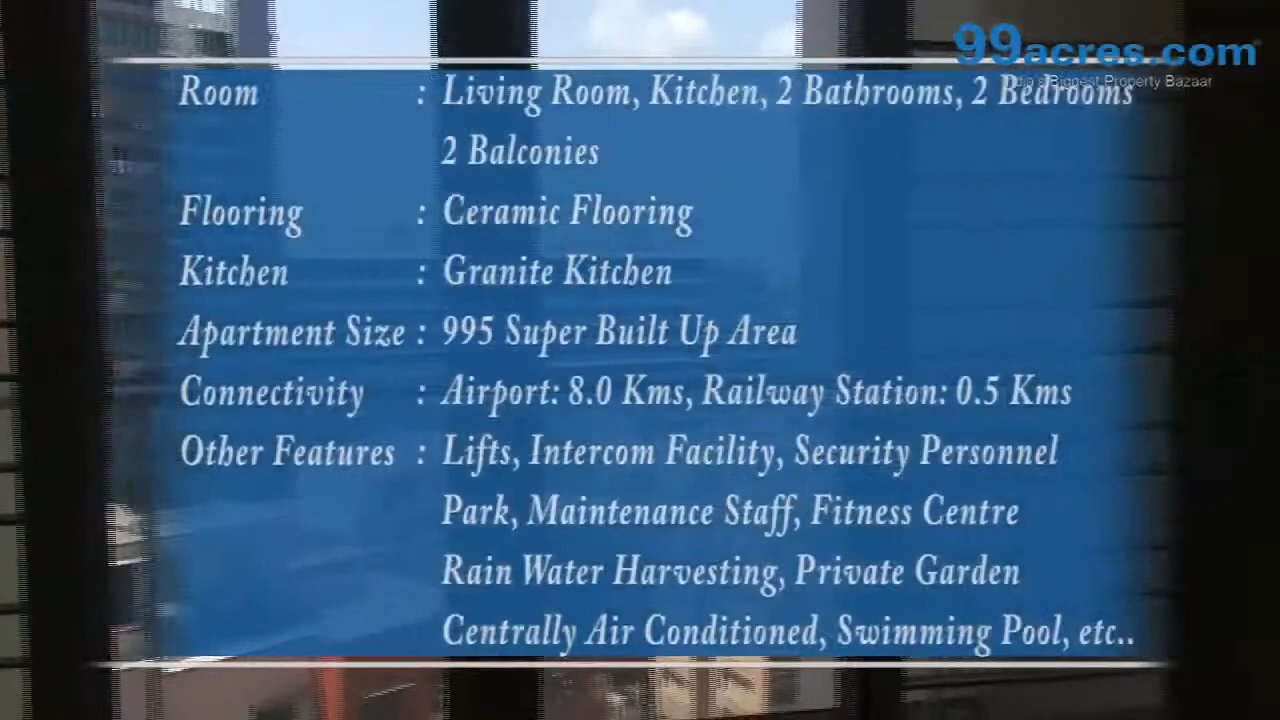 99acres.com
India's Biggest Property Bazaar
Room : Living Room, Kitchen, 2 Bathrooms, 2 Bedrooms
2 Balconies
Flooring : Ceramic Flooring
Kitchen : Granite Kitchen
Apartment Size : 995 Super Built Up Area
Connectivity : Airport: 8.0 Kms, Railway Station: 0.5 Kms
Other Features : Lifts, Intercom Facility, Security Personnel
Park, Maintenance Staff, Fitness Centre
Rain Water Harvesting, Private Garden
Centrally Air Conditioned, Swimming Pool, etc..